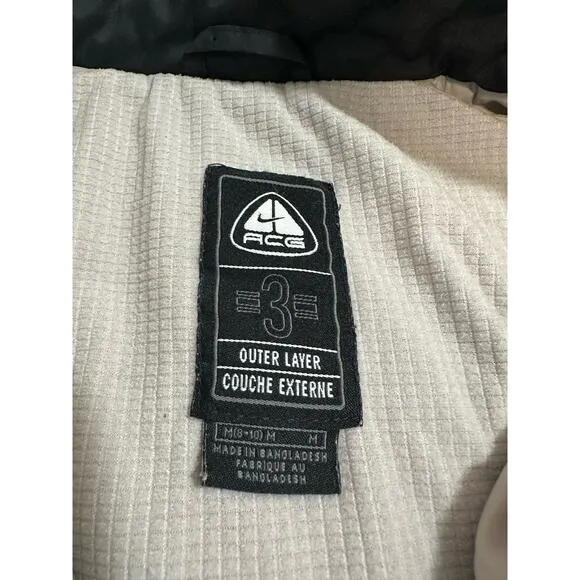 ACG
3
OUTER LAYER
COUCHE EXTERNE
M(8-10) M M
MADE IN BANGLADESH
FABRIQUE AU
BANGLADESH